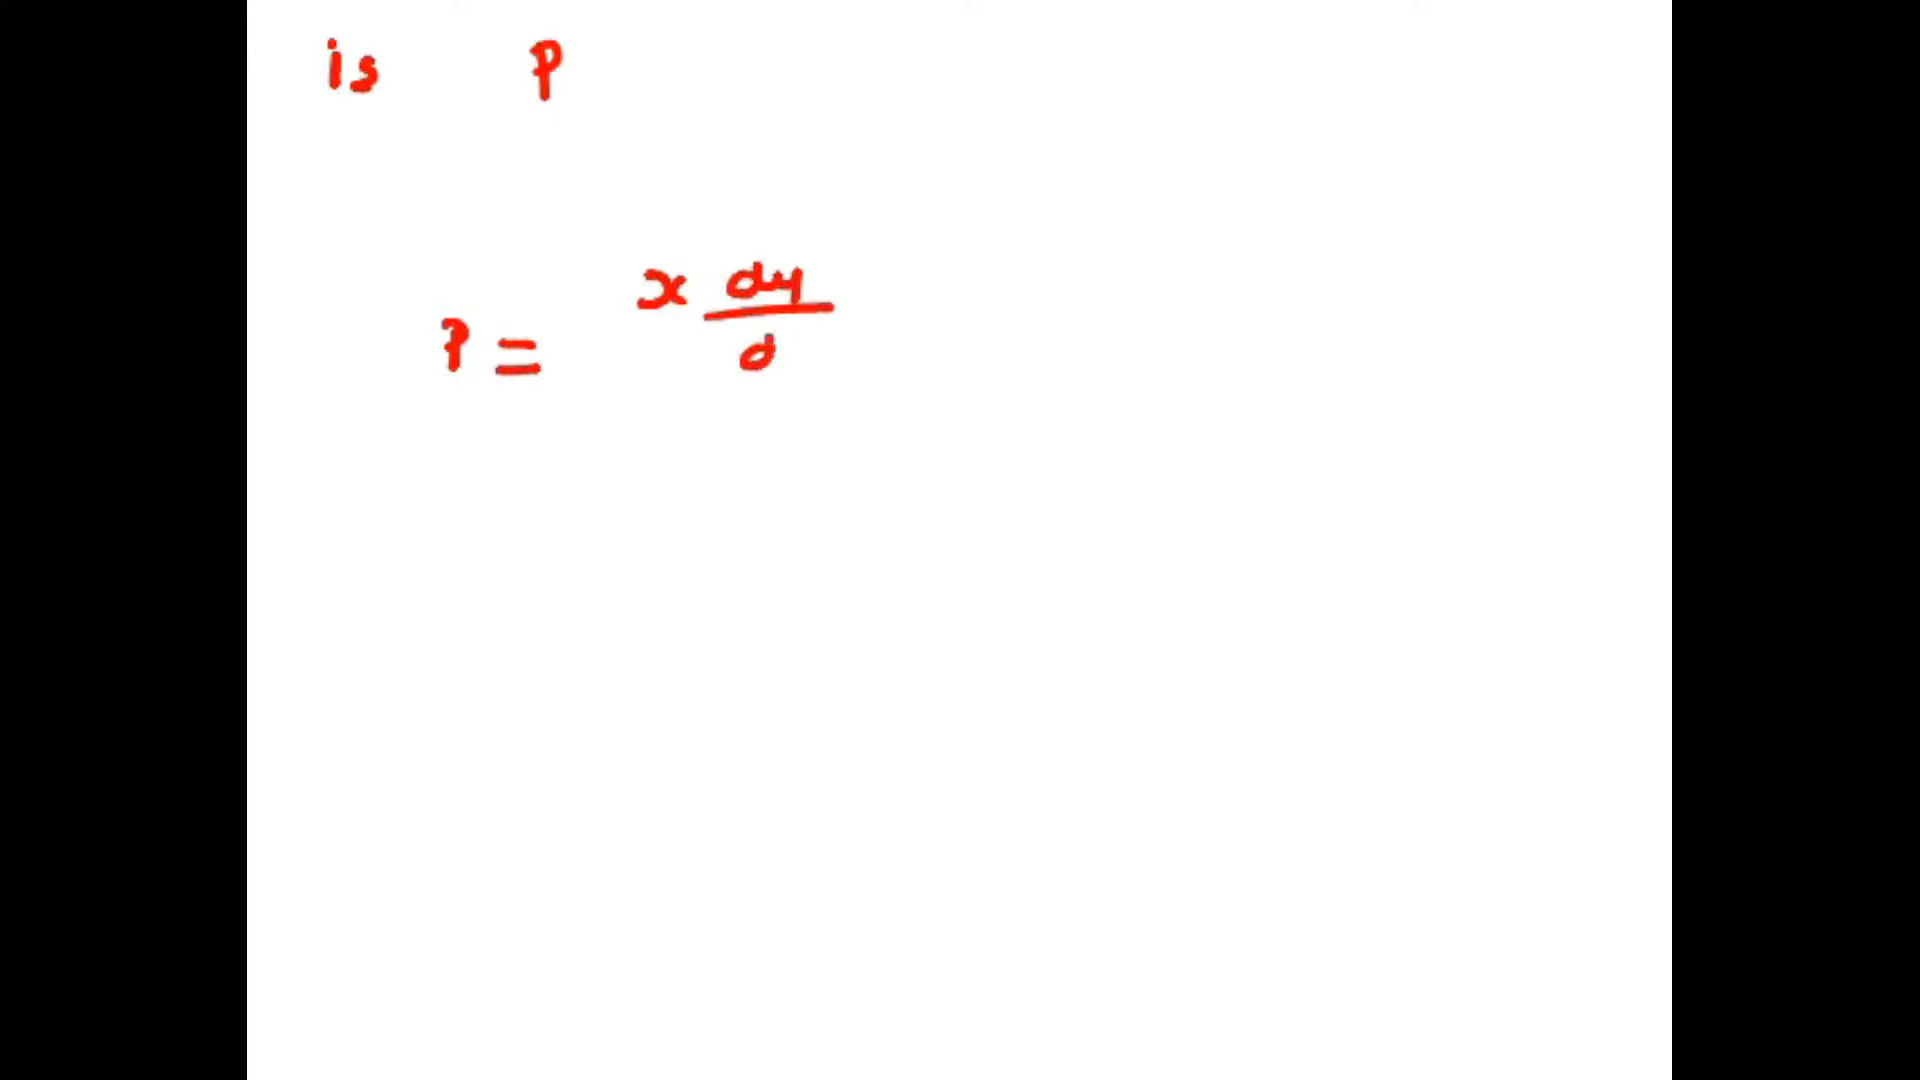 is p
P = x dy/d